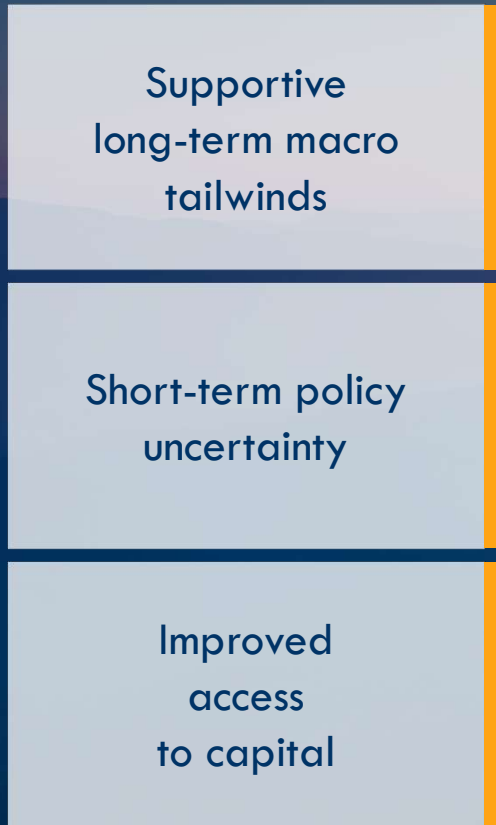 Supportive
long-term macro
tailwinds
Short-term policy
uncertainty
Improved
access
to capital